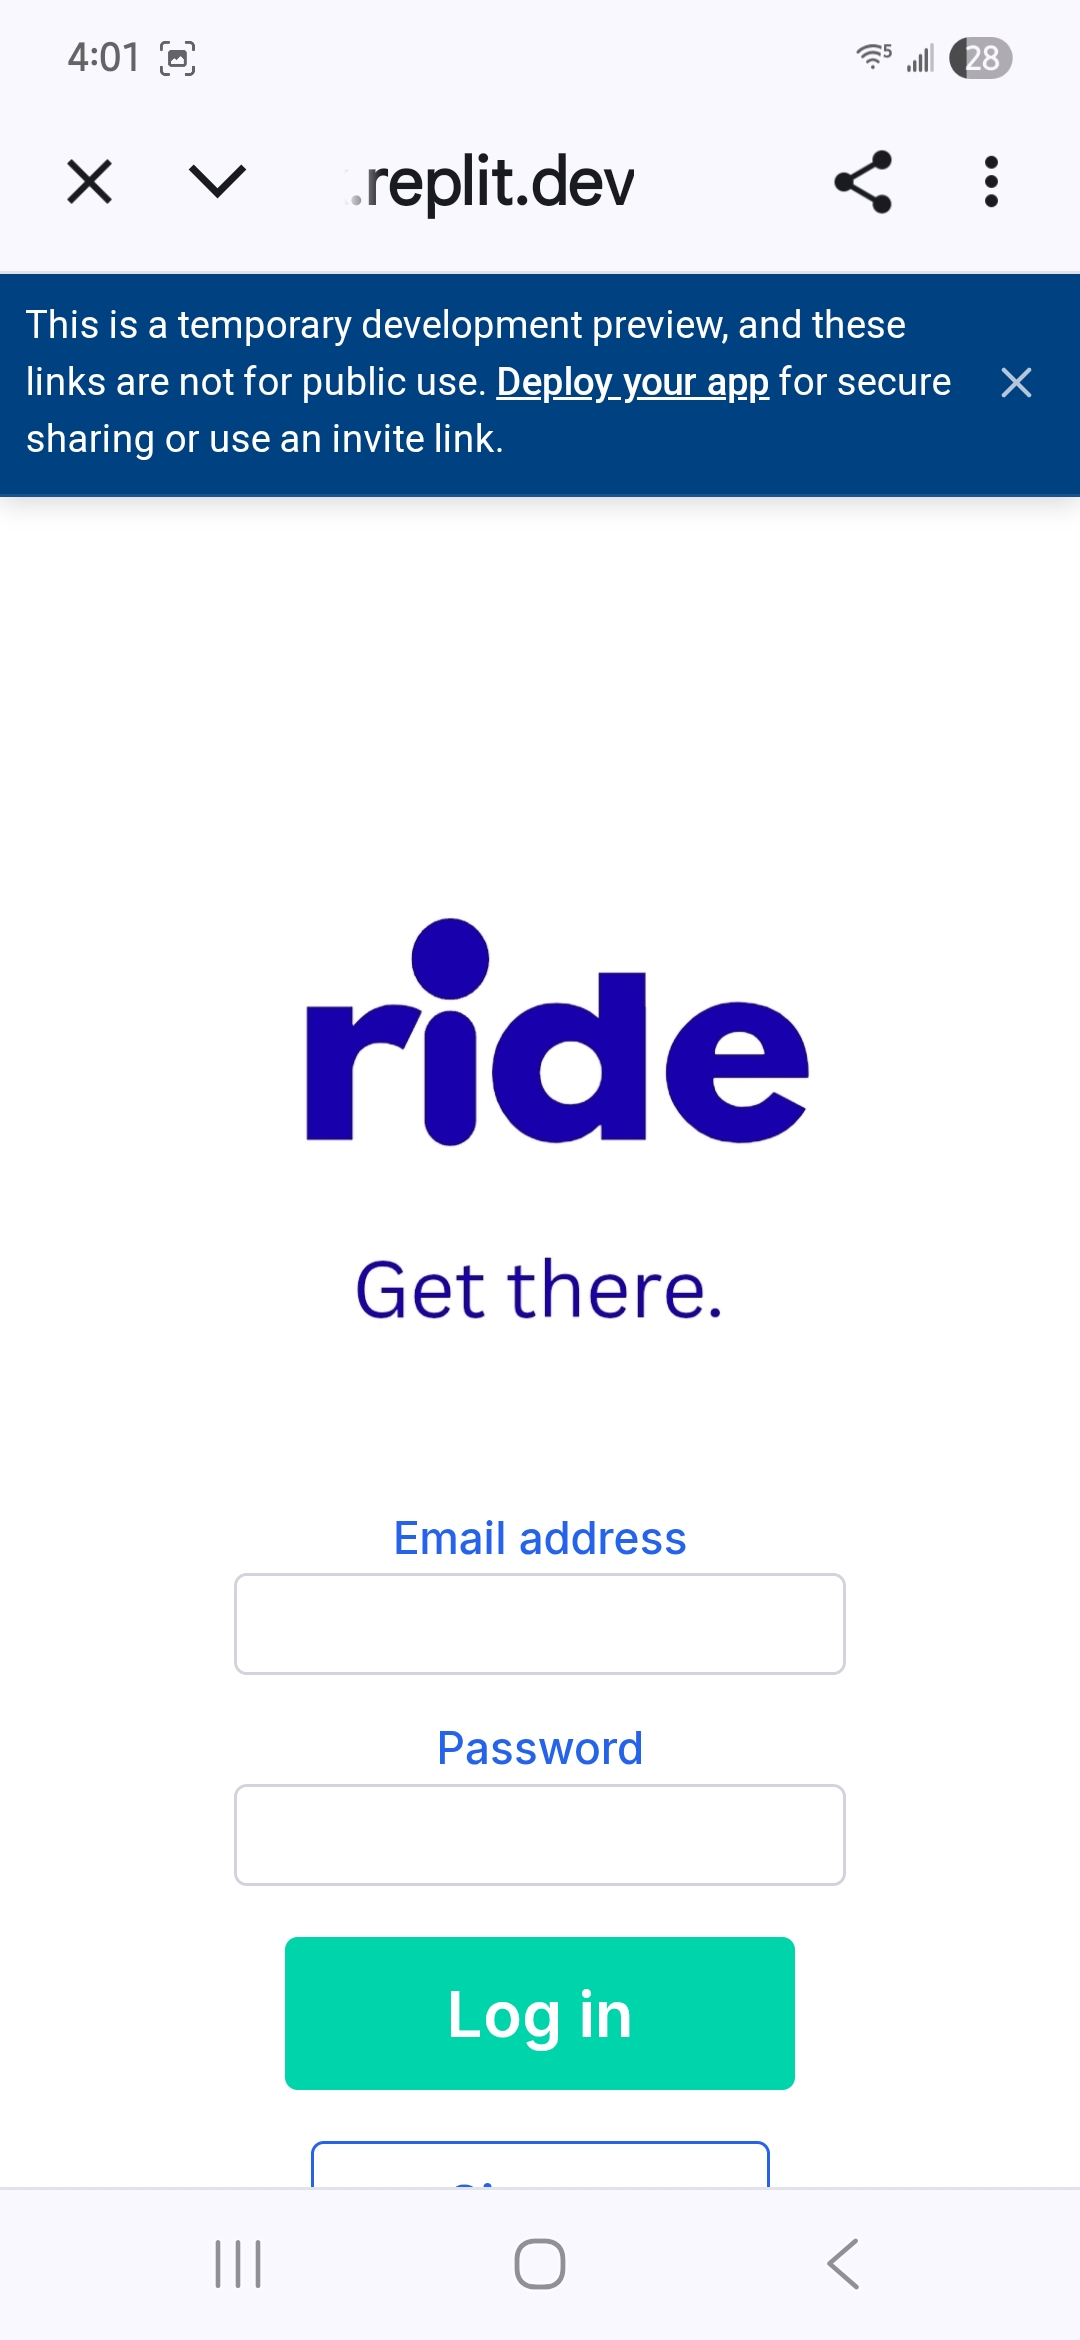 4:01
5
28
.replit.dev
This is a temporary development preview, and these
links are not for public use. Deploy your app for secure
sharing or use an invite link.
ride
Get there.
Email address
Password
Log in